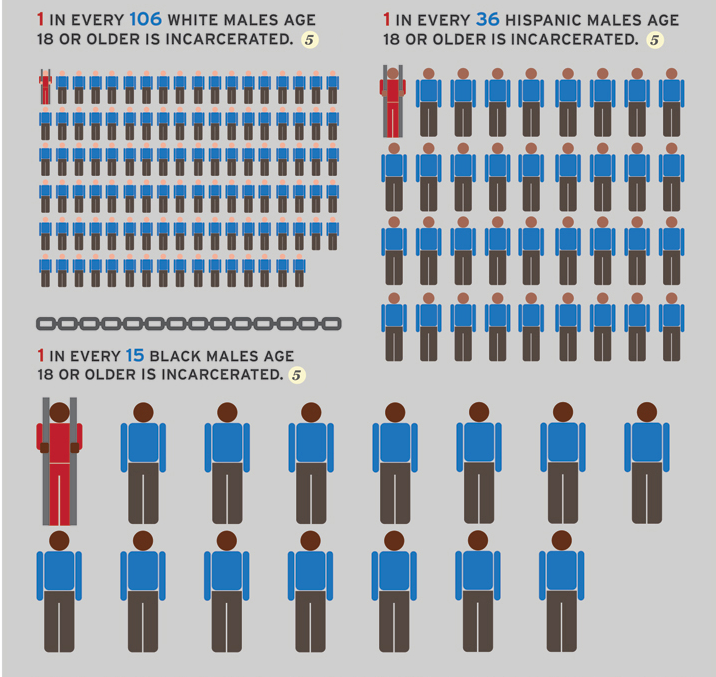 1 IN EVERY 106 WHITE MALES AGE
18 OR OLDER IS INCARCERATED. 5
1 IN EVERY 36 HISPANIC MALES AGE
18 OR OLDER IS INCARCERATED. 5
1 IN EVERY 15 BLACK MALES AGE
18 OR OLDER IS INCARCERATED. 5